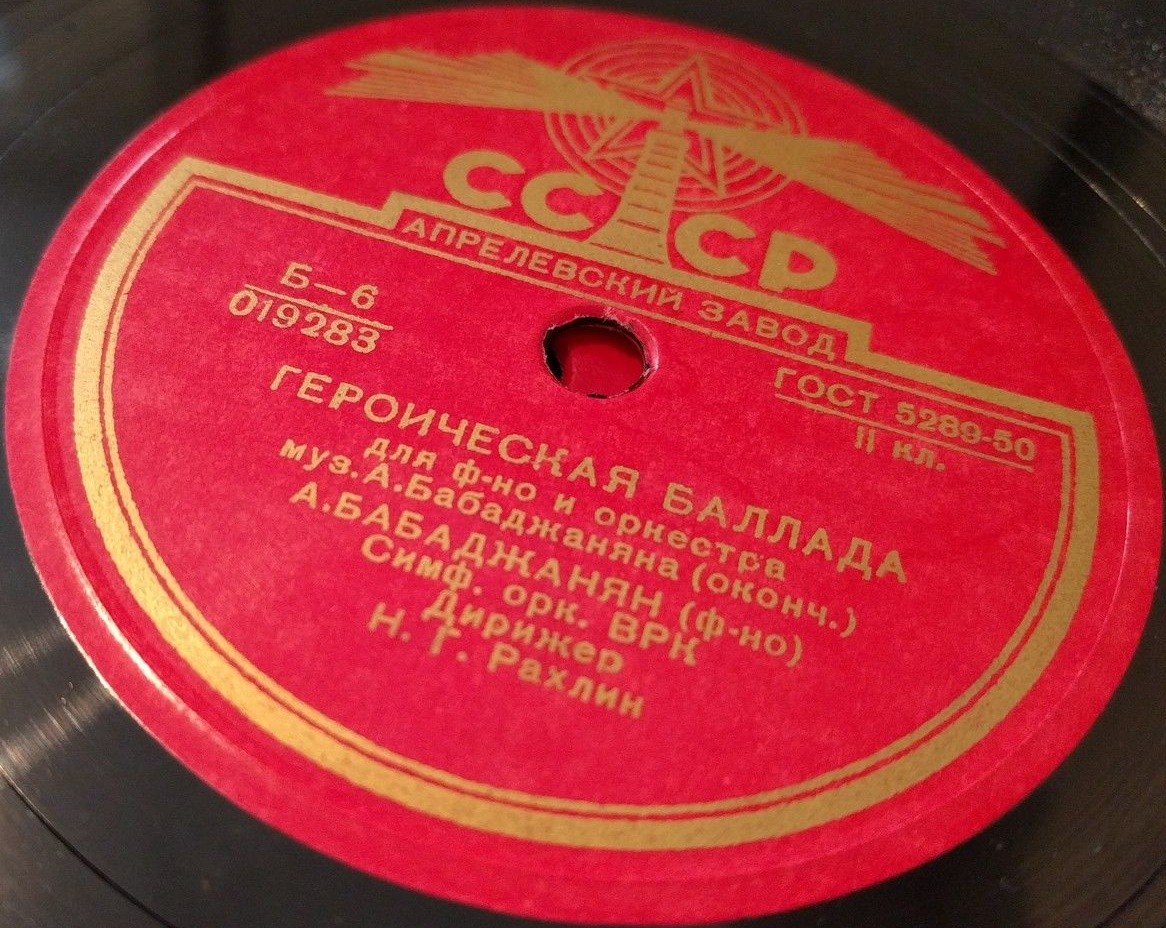 СССР
АПРЕЛЕВСКИЙ ЗАВОД
Б—6
019283
ГОСТ 5289-50
II кл.
ГЕРОИЧЕСКАЯ БАЛЛАДА
для ф-но и оркестра
муз. А. Бабаджаняна (оконч.)
А. БАБАДЖАНЯН (ф-но)
Симф. орк. ВРК
Дирижер
Н. Г. Рахлин